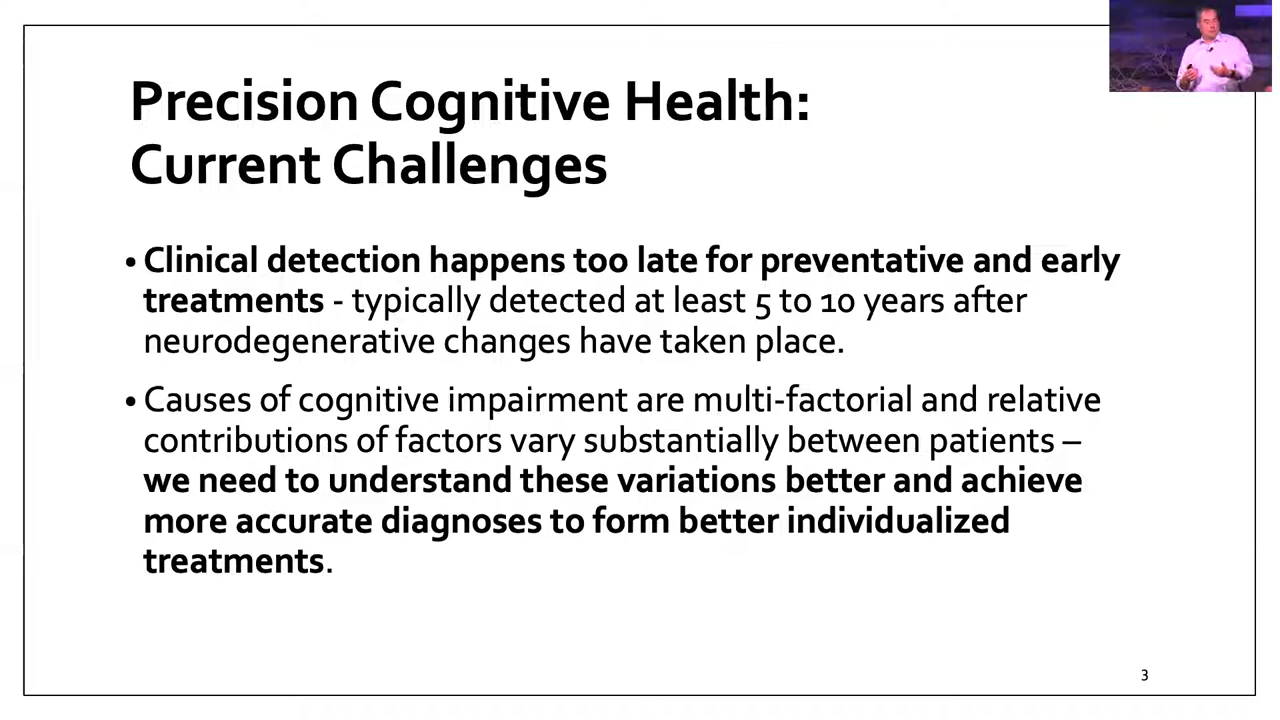 Precision Cognitive Health:
Current Challenges
• Clinical detection happens too late for preventative and early
treatments - typically detected at least 5 to 10 years after
neurodegenerative changes have taken place.
• Causes of cognitive impairment are multi-factorial and relative
contributions of factors vary substantially between patients –
we need to understand these variations better and achieve
more accurate diagnoses to form better individualized
treatments.
3